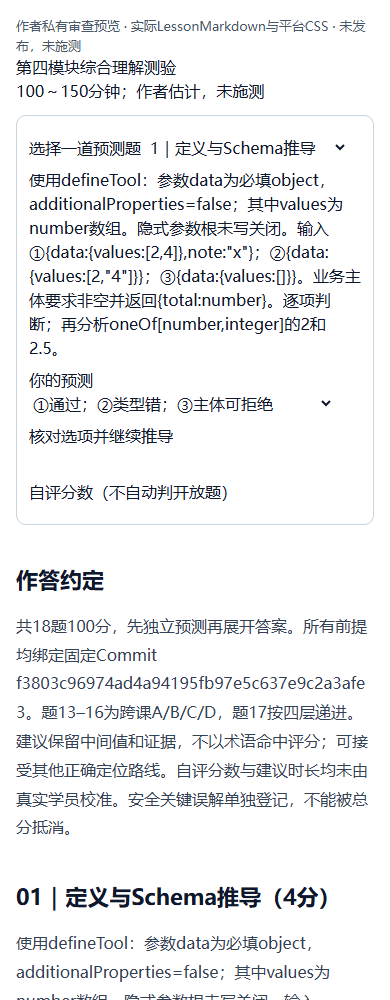 作者私有审查预览 · 实际LessonMarkdown与平台CSS · 未发
布，未施测
第四模块综合理解测验
100～150分钟；作者估计，未施测
选择一道预测题 1｜定义与Schema推导
使用defineTool：参数data为必填object，
additionalProperties=false；其中values为
number数组。隐式参数根未写关闭。输入
①{data:{values:[2,4]},note:"x"}；②{data:
{values:[2,"4"]}}；③{data:{values:[]}}。业务主
体要求非空并返回{total:number}。逐项判
断；再分析oneOf[number,integer]的2和
2.5。
你的预测
①通过；②类型错；③主体可拒绝
核对选项并继续推导
自评分数（不自动判开放题）
作答约定
共18题100分，先独立预测再展开答案。所有前提
均绑定固定Commit
f3803c96974ad4a94195fb97e5c637e9c2a3afe
3。题13–16为跨课A/B/C/D，题17按四层递进。
建议保留中间值和证据，不以术语命中评分；可接
受其他正确定位路线。自评分数与建议时长均未由
真实学员校准。安全关键误解单独登记，不能被总
分抵消。
01｜定义与Schema推导（4分）
使用defineTool：参数data为必填object，
additionalProperties=false；其中values为
number数组。隐式参数根未写关闭。输入